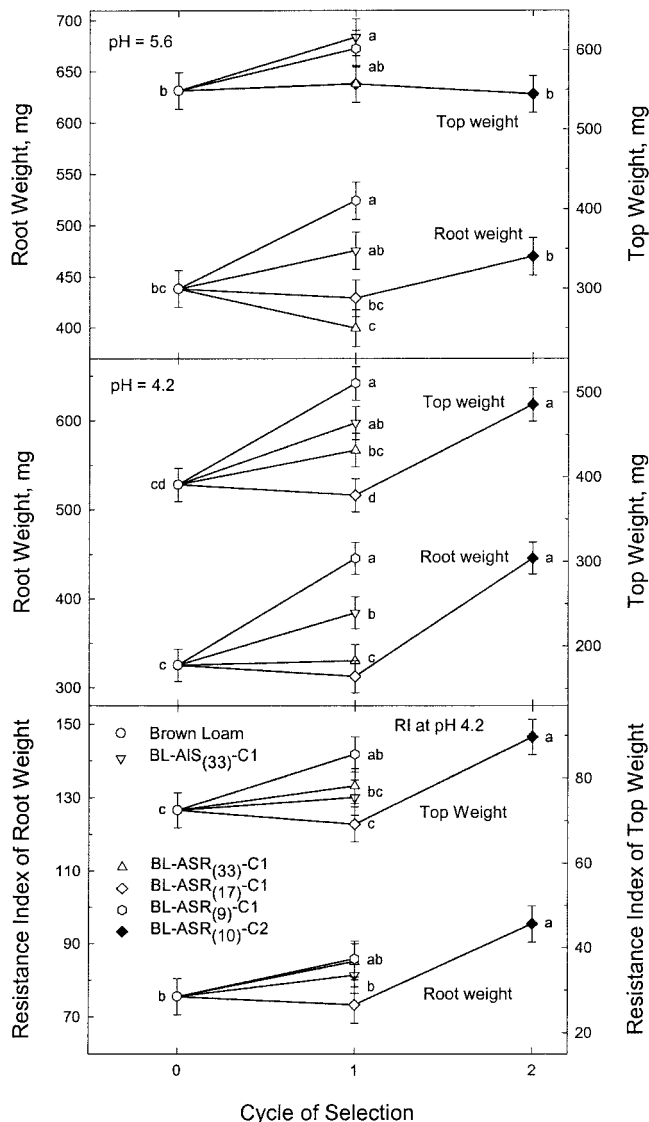 700
650
600
550
500
450
400
Root Weight, mg
pH = 5.6
b
a
ab
b
Top weight
bc
a
ab
bc
c
Root weight
b
600
500
400
300
Top Weight, mg
600
500
400
300
Root Weight, mg
pH = 4.2
cd
a
ab
bc
d
Top weight
a
c
a
b
c
Root weight
a
500
400
300
200
Top Weight, mg
150
130
110
90
70
Resistance Index of Root Weight
Brown Loam
BL-AIS(33)-C1
RI at pH 4.2
c
ab
bc
c
Top Weight
a
BL-ASR(33)-C1
BL-ASR(17)-C1
BL-ASR(9)-C1
BL-ASR(10)-C2
b
ab
b
Root weight
a
80
60
40
20
Resistance Index of Top Weight
0 1 2
Cycle of Selection